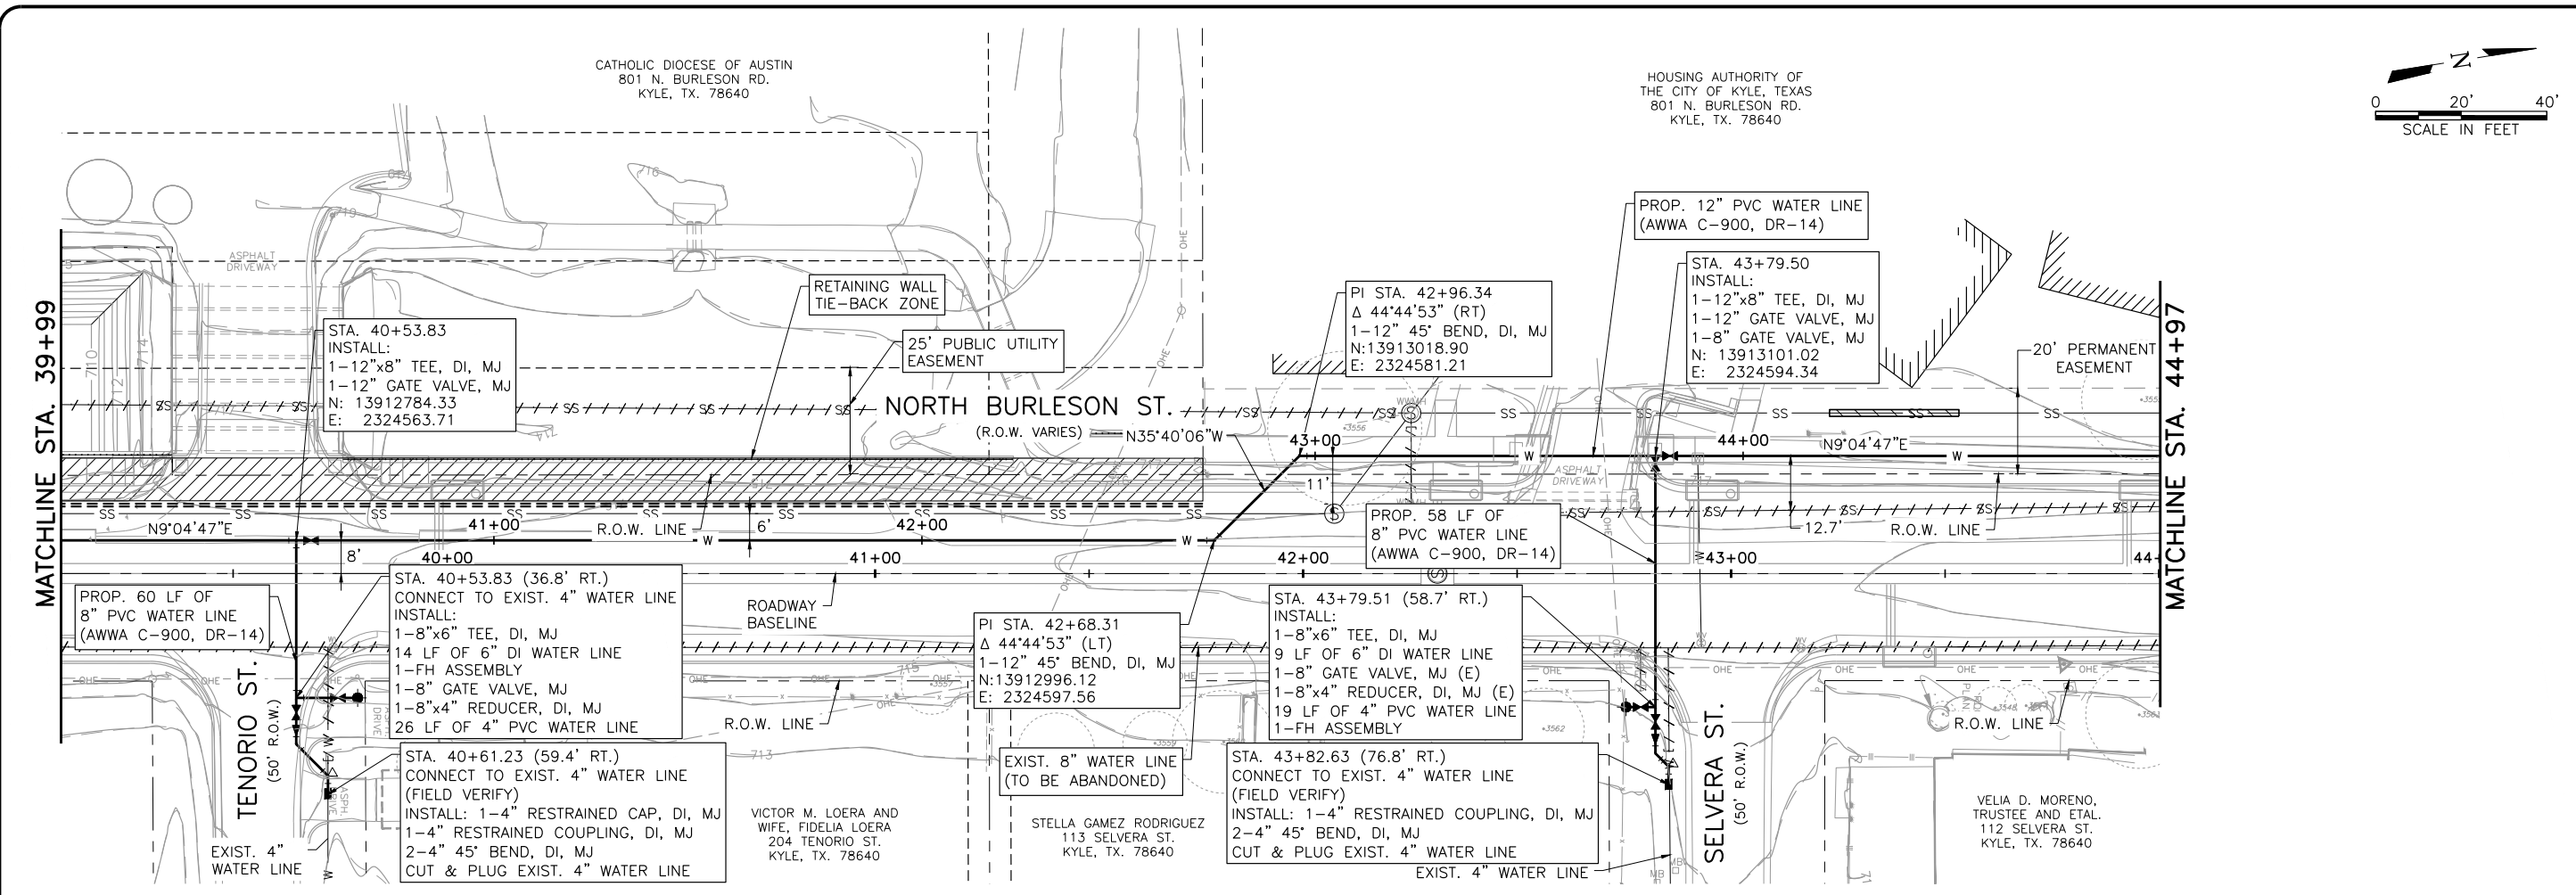 CATHOLIC DIOCESE OF AUSTIN
801 N. BURLESON RD.
KYLE, TX. 78640
HOUSING AUTHORITY OF
THE CITY OF KYLE, TEXAS
801 N. BURLESON RD.
KYLE, TX. 78640
N
0 20' 40'
SCALE IN FEET
PROP. 12" PVC WATER LINE
(AWWA C-900, DR-14)
ASPHALT
DRIVEWAY
RETAINING WALL
TIE-BACK ZONE
25' PUBLIC UTILITY
EASEMENT
MATCHLINE STA. 39+99
STA. 40+53.83
INSTALL:
1-12"x8" TEE, DI, MJ
1-12" GATE VALVE, MJ
N: 13912784.33
E: 2324563.71
PI STA. 42+96.34
Δ 44°44'53" (RT)
1-12" 45° BEND, DI, MJ
N:13913018.90
E: 2324581.21
STA. 43+79.50
INSTALL:
1-12"x8" TEE, DI, MJ
1-12" GATE VALVE, MJ
1-8" GATE VALVE, MJ
N: 13913101.02
E: 2324594.34
20' PERMANENT
EASEMENT
MATCHLINE STA. 44+97
NORTH BURLESON ST.
(R.O.W. VARIES)
N35°40'06"W
43+00
44+00
N9°04'47"E
W
W
11'
ASPHALT
DRIVEWAY
12.7'
R.O.W. LINE
N9°04'47"E
41+00
R.O.W. LINE
6'
42+00
W
W
8'
40+00
41+00
42+00
43+00
44+
PROP. 58 LF OF
8" PVC WATER LINE
(AWWA C-900, DR-14)
PROP. 60 LF OF
8" PVC WATER LINE
(AWWA C-900, DR-14)
STA. 40+53.83 (36.8' RT.)
CONNECT TO EXIST. 4" WATER LINE
INSTALL:
1-8"x6" TEE, DI, MJ
14 LF OF 6" DI WATER LINE
1-FH ASSEMBLY
1-8" GATE VALVE, MJ
1-8"x4" REDUCER, DI, MJ
26 LF OF 4" PVC WATER LINE
ROADWAY
BASELINE
PI STA. 42+68.31
Δ 44°44'53" (LT)
1-12" 45° BEND, DI, MJ
N:13912996.12
E: 2324597.56
STA. 43+79.51 (58.7' RT.)
INSTALL:
1-8"x6" TEE, DI, MJ
9 LF OF 6" DI WATER LINE
1-8" GATE VALVE, MJ (E)
1-8"x4" REDUCER, DI, MJ (E)
19 LF OF 4" PVC WATER LINE
1-FH ASSEMBLY
TENORIO ST.
(50' R.O.W.)
R.O.W. LINE
R.O.W. LINE
SELVERA ST.
(50' R.O.W.)
STA. 40+61.23 (59.4' RT.)
CONNECT TO EXIST. 4" WATER LINE
(FIELD VERIFY)
INSTALL: 1-4" RESTRAINED CAP, DI, MJ
1-4" RESTRAINED COUPLING, DI, MJ
2-4" 45° BEND, DI, MJ
CUT & PLUG EXIST. 4" WATER LINE
EXIST. 8" WATER LINE
(TO BE ABANDONED)
STA. 43+82.63 (76.8' RT.)
CONNECT TO EXIST. 4" WATER LINE
(FIELD VERIFY)
INSTALL: 1-4" RESTRAINED COUPLING, DI, MJ
2-4" 45° BEND, DI, MJ
CUT & PLUG EXIST. 4" WATER LINE
EXIST. 4" WATER LINE
VICTOR M. LOERA AND
WIFE, FIDELIA LOERA
204 TENORIO ST.
KYLE, TX. 78640
STELLA GAMEZ RODRIGUEZ
113 SELVERA ST.
KYLE, TX. 78640
VELIA D. MORENO,
TRUSTEE AND ETAL.
112 SELVERA ST.
KYLE, TX. 78640
EXIST. 4"
WATER LINE